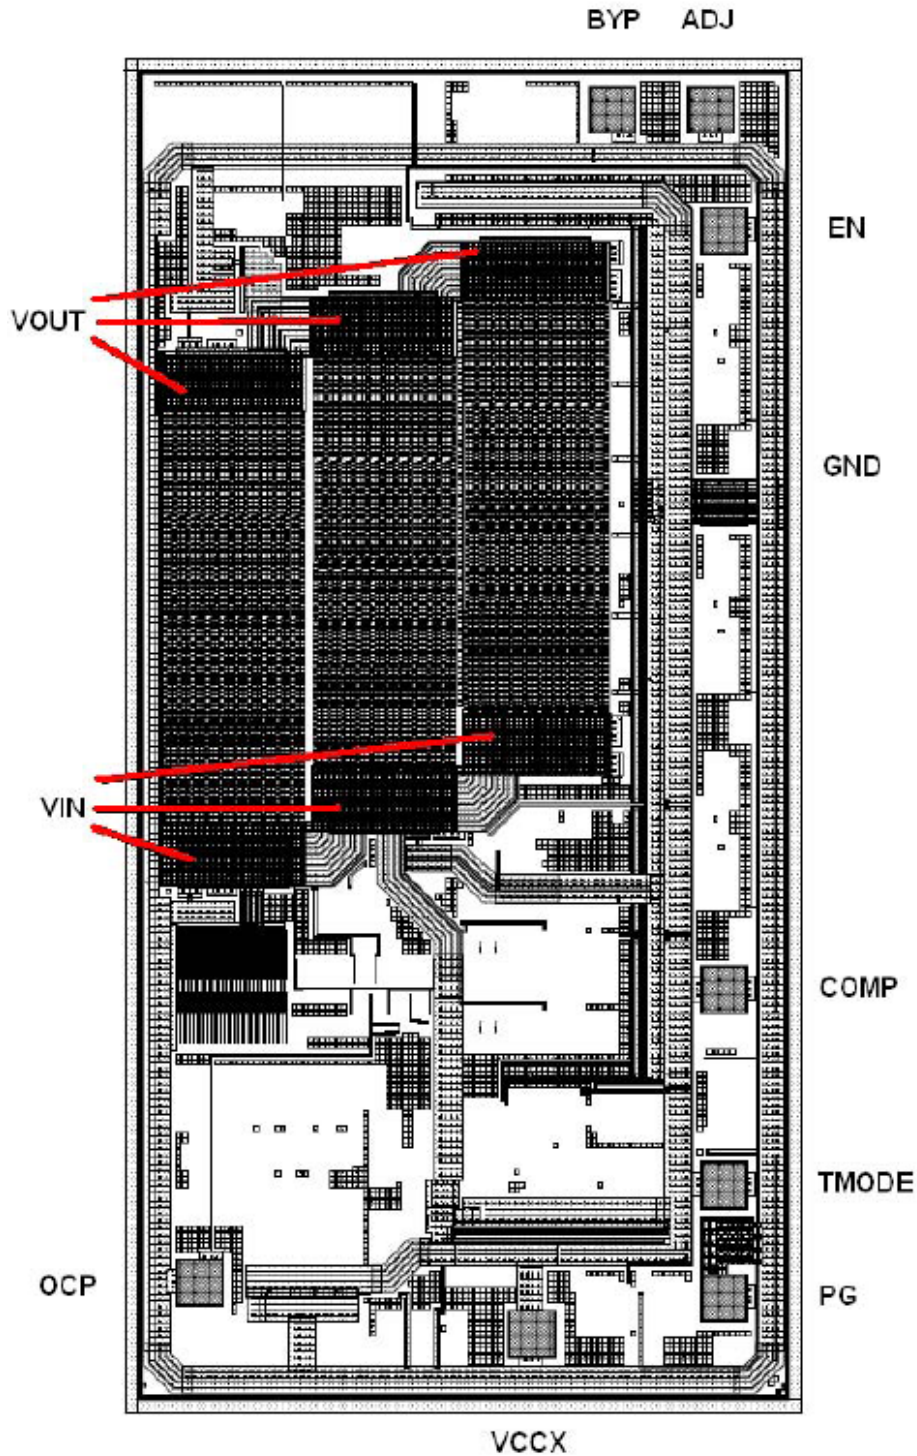 BYP ADJ
EN
VOUT
GND
VIN
COMP
TMODE
OCP
PG
VCCX